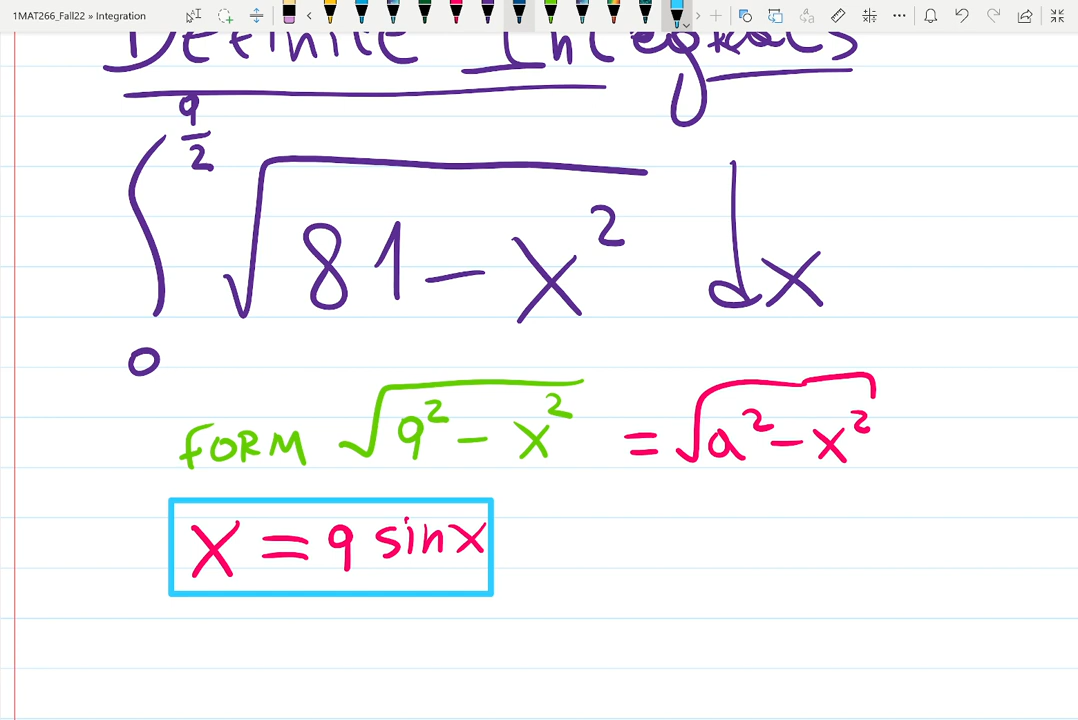 1MAT266_Fall22 » Integration
Definite Integrals
∫₀^(9/2) √(81 - x²) dx
FORM √(9² - x²) = √(a² - x²)
x = 9 sinx